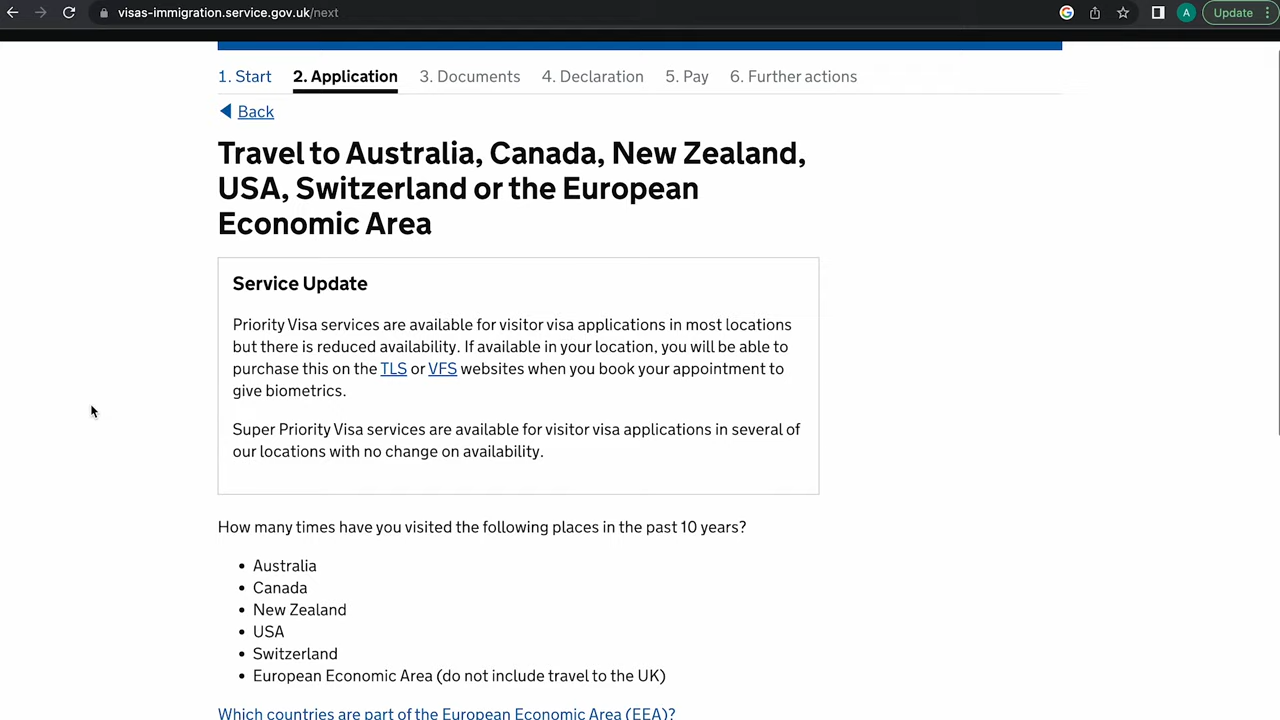 visas-immigration.service.gov.uk/next
A
Update
1. Start 2. Application 3. Documents 4. Declaration 5. Pay 6. Further actions
Back
Travel to Australia, Canada, New Zealand,
USA, Switzerland or the European
Economic Area
Service Update
Priority Visa services are available for visitor visa applications in most locations
but there is reduced availability. If available in your location, you will be able to
purchase this on the TLS or VFS websites when you book your appointment to
give biometrics.
Super Priority Visa services are available for visitor visa applications in several of
our locations with no change on availability.
How many times have you visited the following places in the past 10 years?
• Australia
• Canada
• New Zealand
• USA
• Switzerland
• European Economic Area (do not include travel to the UK)
Which countries are part of the European Economic Area (EEA)?